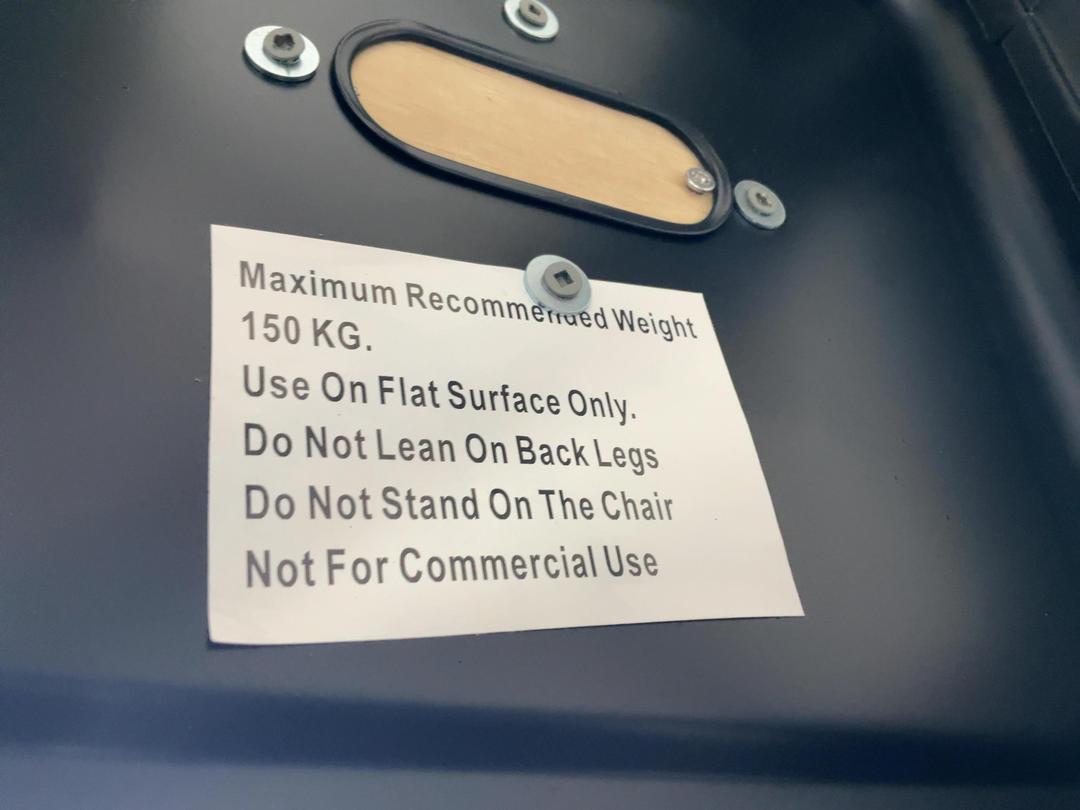 Maximum Recommended Weight
150 KG.
Use On Flat Surface Only.
Do Not Lean On Back Legs
Do Not Stand On The Chair
Not For Commercial Use